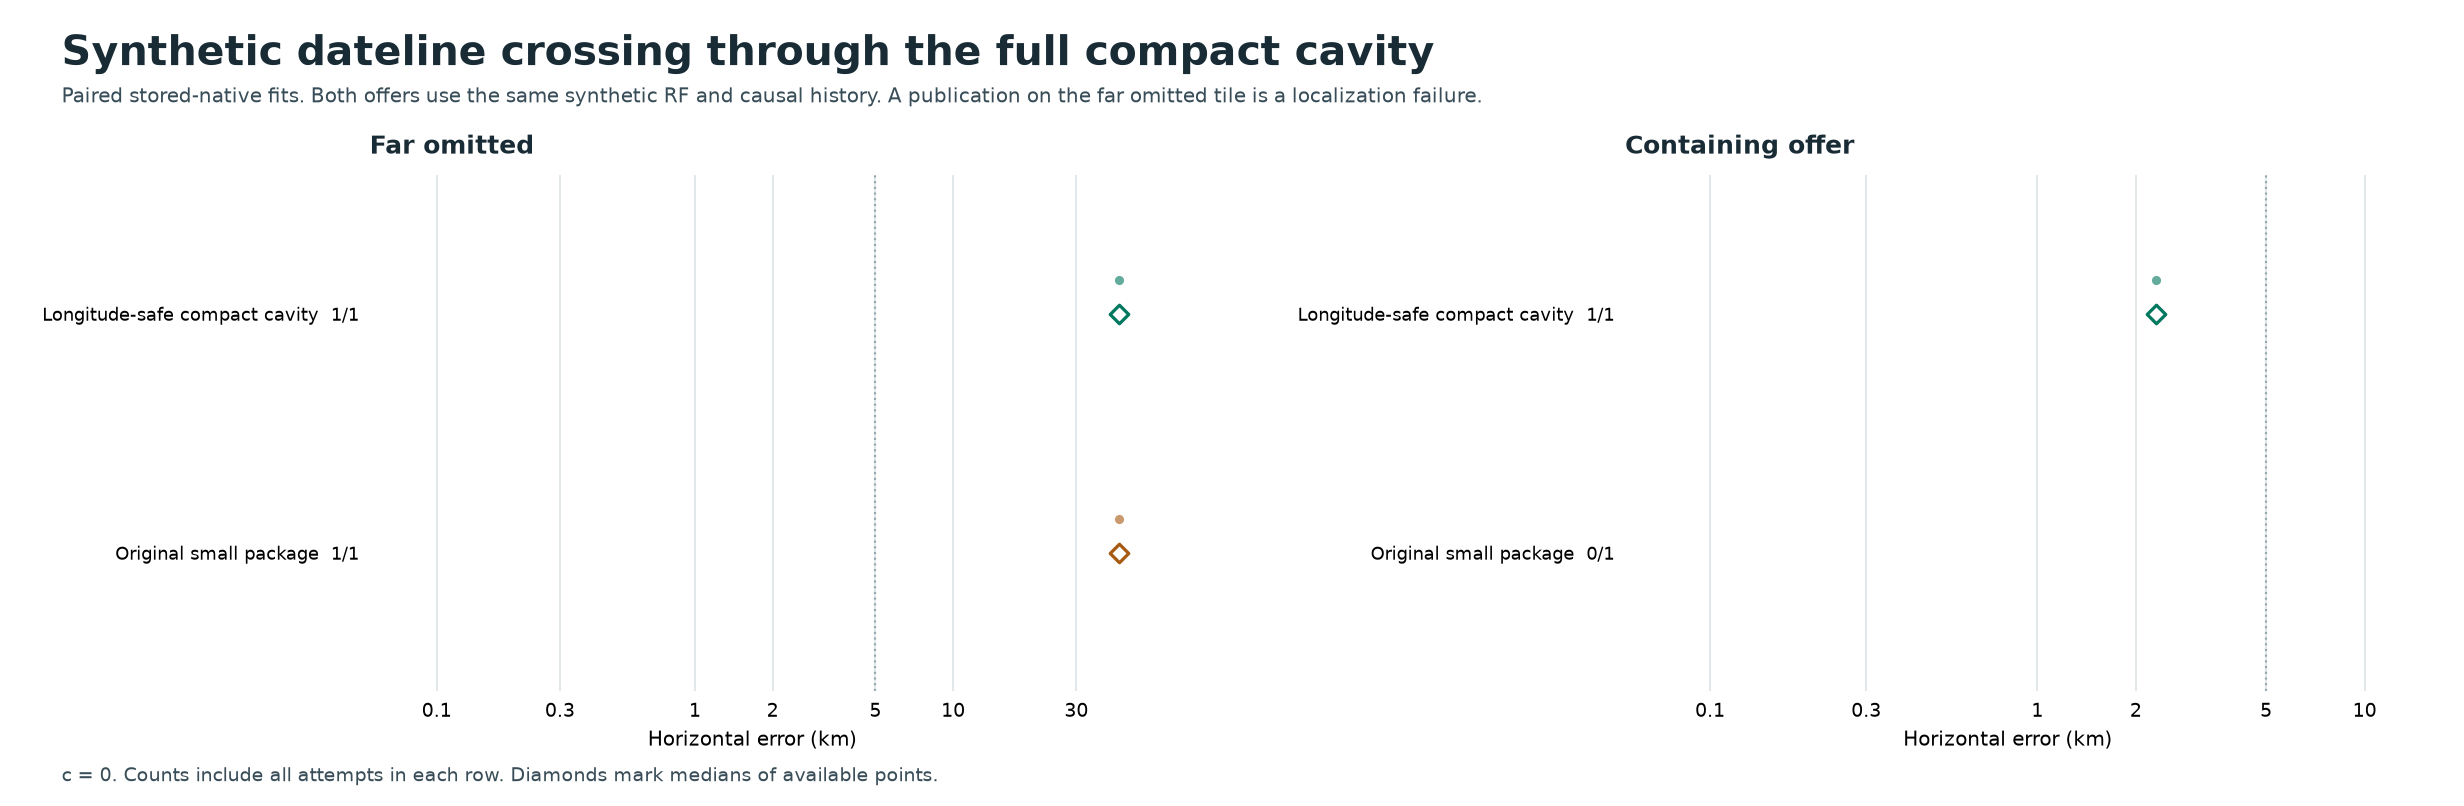 Synthetic dateline crossing through the full compact cavity
Paired stored-native fits. Both offers use the same synthetic RF and causal history. A publication on the far omitted tile is a localization failure.
Far omitted
Longitude-safe compact cavity 1/1
Original small package 1/1
0.1 0.3 1 2 5 10 30
Horizontal error (km)
Containing offer
Longitude-safe compact cavity 1/1
Original small package 0/1
0.1 0.3 1 2 5 10
Horizontal error (km)
c = 0. Counts include all attempts in each row. Diamonds mark medians of available points.